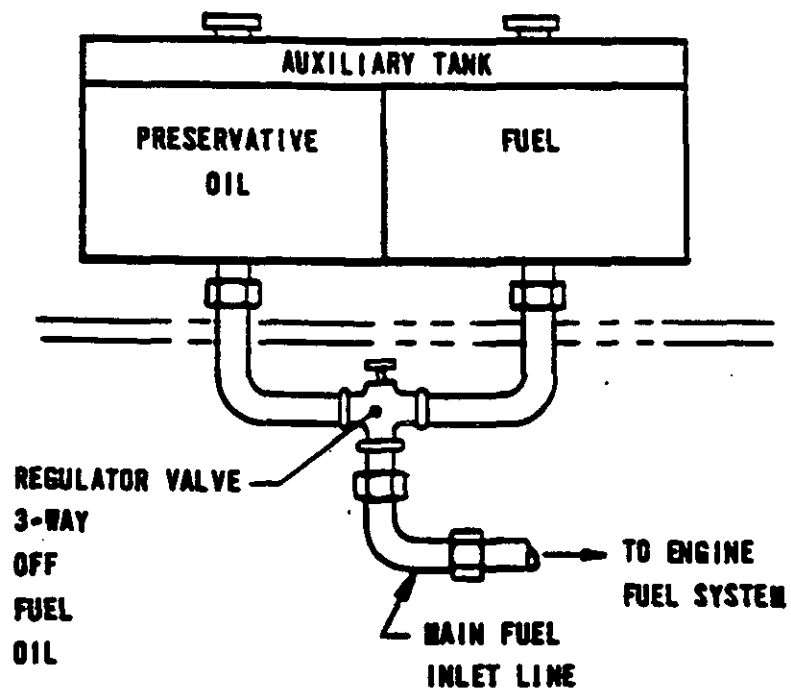 AUXILIARY TANK
PRESERVATIVE
OIL
FUEL
REGULATOR VALVE
3-WAY
OFF
FUEL
OIL
TO ENGINE
FUEL SYSTEM
MAIN FUEL
INLET LINE